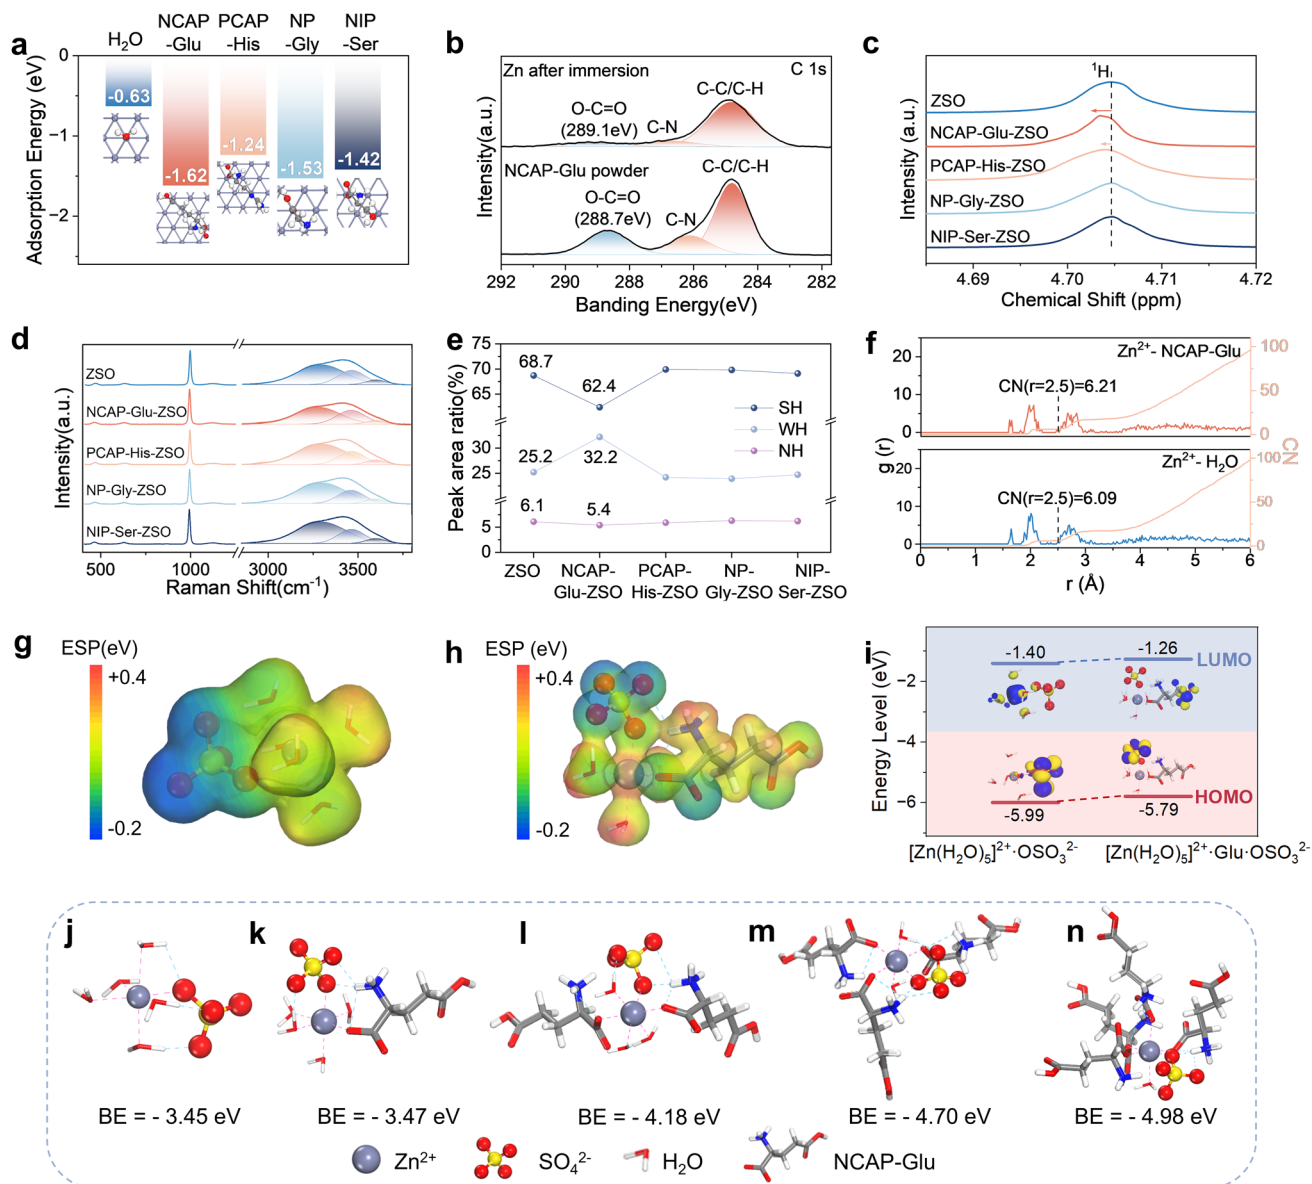 a
H₂O
NCAP
-Glu
PCAP
-His
NP
-Gly
NIP
-Ser
Adsorption Energy (eV)
0
−1
−2
-0.63
-1.62
-1.24
-1.53
-1.42
b
Zn after immersion
C 1s
C-C/C-H
O-C=O
(289.1eV)
C-N
NCAP-Glu powder
C-C/C-H
O-C=O
(288.7eV)
C-N
Intensity(a.u.)
292 290 288 286 284 282
Banding Energy(eV)
c
¹H
ZSO
NCAP-Glu-ZSO
PCAP-His-ZSO
NP-Gly-ZSO
NIP-Ser-ZSO
Intensity (a.u.)
4.69 4.70 4.71 4.72
Chemical Shift (ppm)
d
ZSO
NCAP-Glu-ZSO
PCAP-His-ZSO
NP-Gly-ZSO
NIP-Ser-ZSO
Intensity(a.u.)
500 1000 3000 3500
Raman Shift(cm⁻¹)
e
Peak area ratio(%)
75
70
65
30
25
5
0
68.7
62.4
25.2
32.2
6.1
5.4
SH
WH
NH
ZSO
NCAP-
Glu-ZSO
PCAP-
His-ZSO
NP-
Gly-ZSO
NIP-
Ser-ZSO
f
Zn²⁺- NCAP-Glu
CN(r=2.5)=6.21
Zn²⁺- H₂O
CN(r=2.5)=6.09
g (r)
20
10
0
20
10
0
100
50
0
100
50
0
CN
0 1 2 3 4 5 6
r (Å)
g
ESP(eV)
+0.4
-0.2
h
ESP (eV)
+0.4
-0.2
i
Energy Level (eV)
−2
−4
−6
-1.40
-1.26
LUMO
HOMO
-5.99
-5.79
[Zn(H₂O)₅]²⁺·OSO₃²⁻
[Zn(H₂O)₅]²⁺·Glu·OSO₃²⁻
j
k
l
m
n
BE = - 3.45 eV
BE = - 3.47 eV
BE = - 4.18 eV
BE = - 4.70 eV
BE = - 4.98 eV
Zn²⁺
SO₄²⁻
H₂O
NCAP-Glu